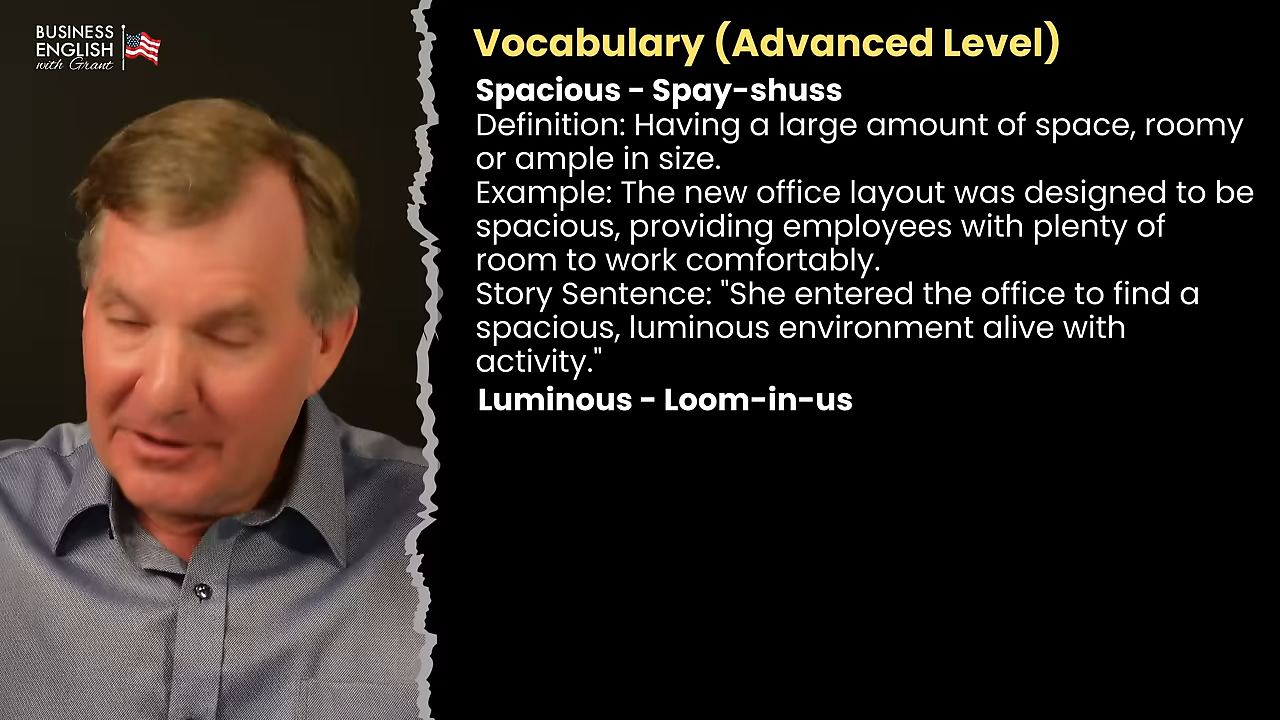 BUSINESS
ENGLISH
with Grant
Vocabulary (Advanced Level)
Spacious - Spay-shuss
Definition: Having a large amount of space, roomy
or ample in size.
Example: The new office layout was designed to be
spacious, providing employees with plenty of
room to work comfortably.
Story Sentence: "She entered the office to find a
spacious, luminous environment alive with
activity."
Luminous - Loom-in-us